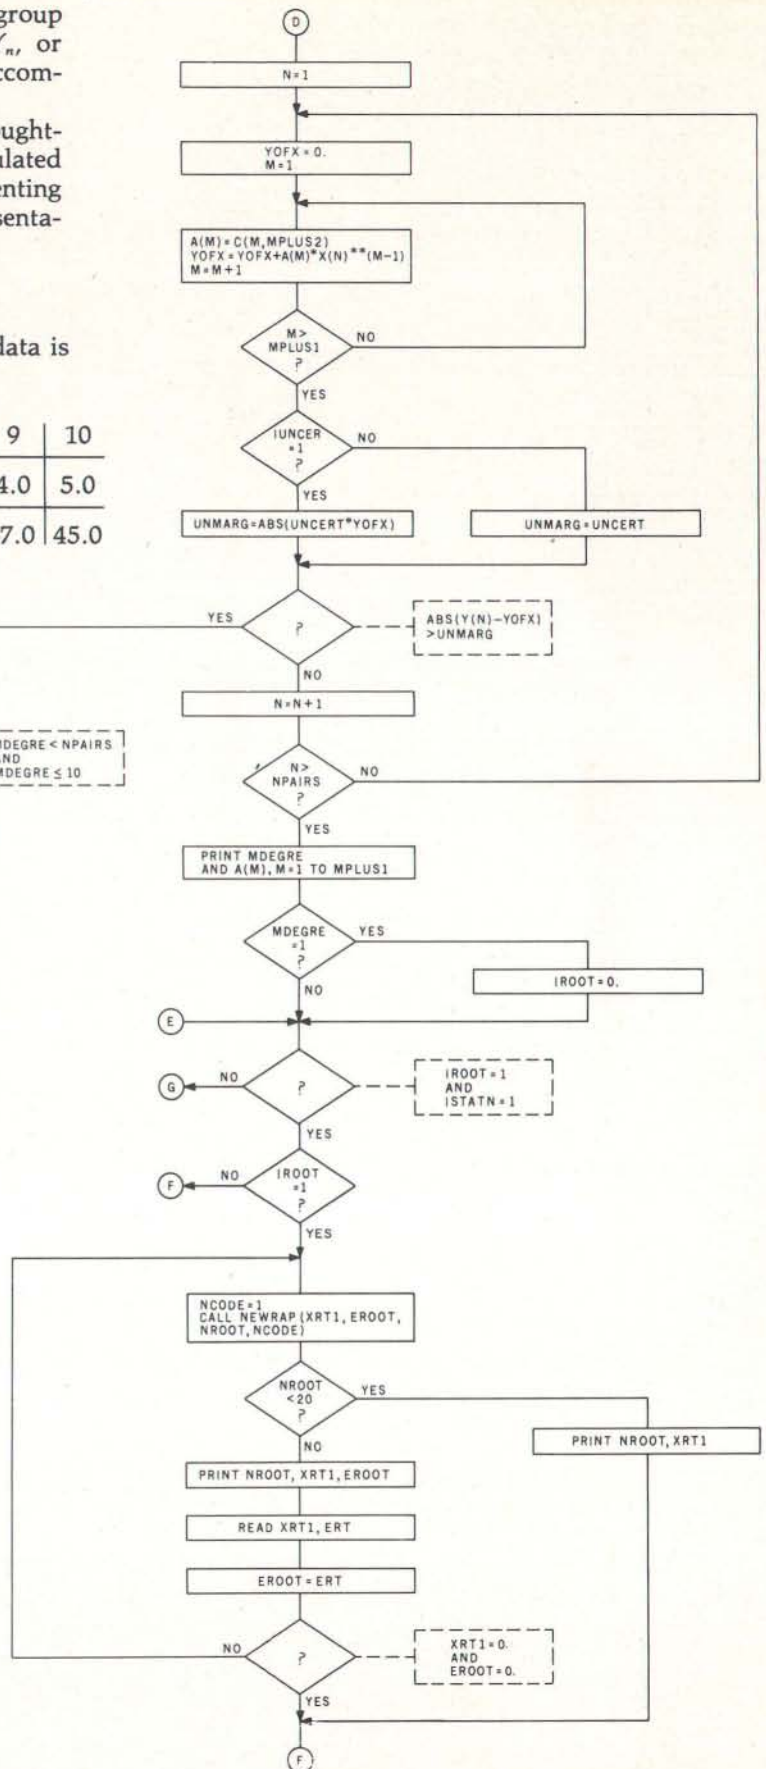 group
or
ought-
ulated
enting
senta-
data is
9 10
4.0 5.0
7.0 45.0
D
N=1
YOFX=0.
M=1
A(M)=C(M,MPLUS2)
YOFX=YOFX+A(M)*X(N)**(M-1)
M=M+1
M>
MPLUS1
?
NO
YES
IUNCER
=1
?
NO
YES
UNMARG=ABS(UNCERT*YOFX)
UNMARG=UNCERT
YES
?
ABS(Y(N)-YOFX)
>UNMARG
NO
N=N+1
MDEGRE<NPAIRS
AND
MDEGRE≤10
N>
NPAIRS
?
NO
YES
PRINT MDEGRE
AND A(M),M=1 TO MPLUS1
MDEGRE
=1
?
YES
IROOT=0.
NO
E
G
NO
?
IROOT=1
AND
ISTATN=1
YES
F
NO
IROOT
=1
?
YES
NCODE=1
CALL NEWRAP(XRT1,EROOT,
NROOT,NCODE)
NROOT
<20
?
YES
PRINT NROOT,XRT1
NO
PRINT NROOT,XRT1,EROOT
READ XRT1,ERT
EROOT=ERT
NO
?
XRT1=0.
AND
EROOT=0.
YES
F